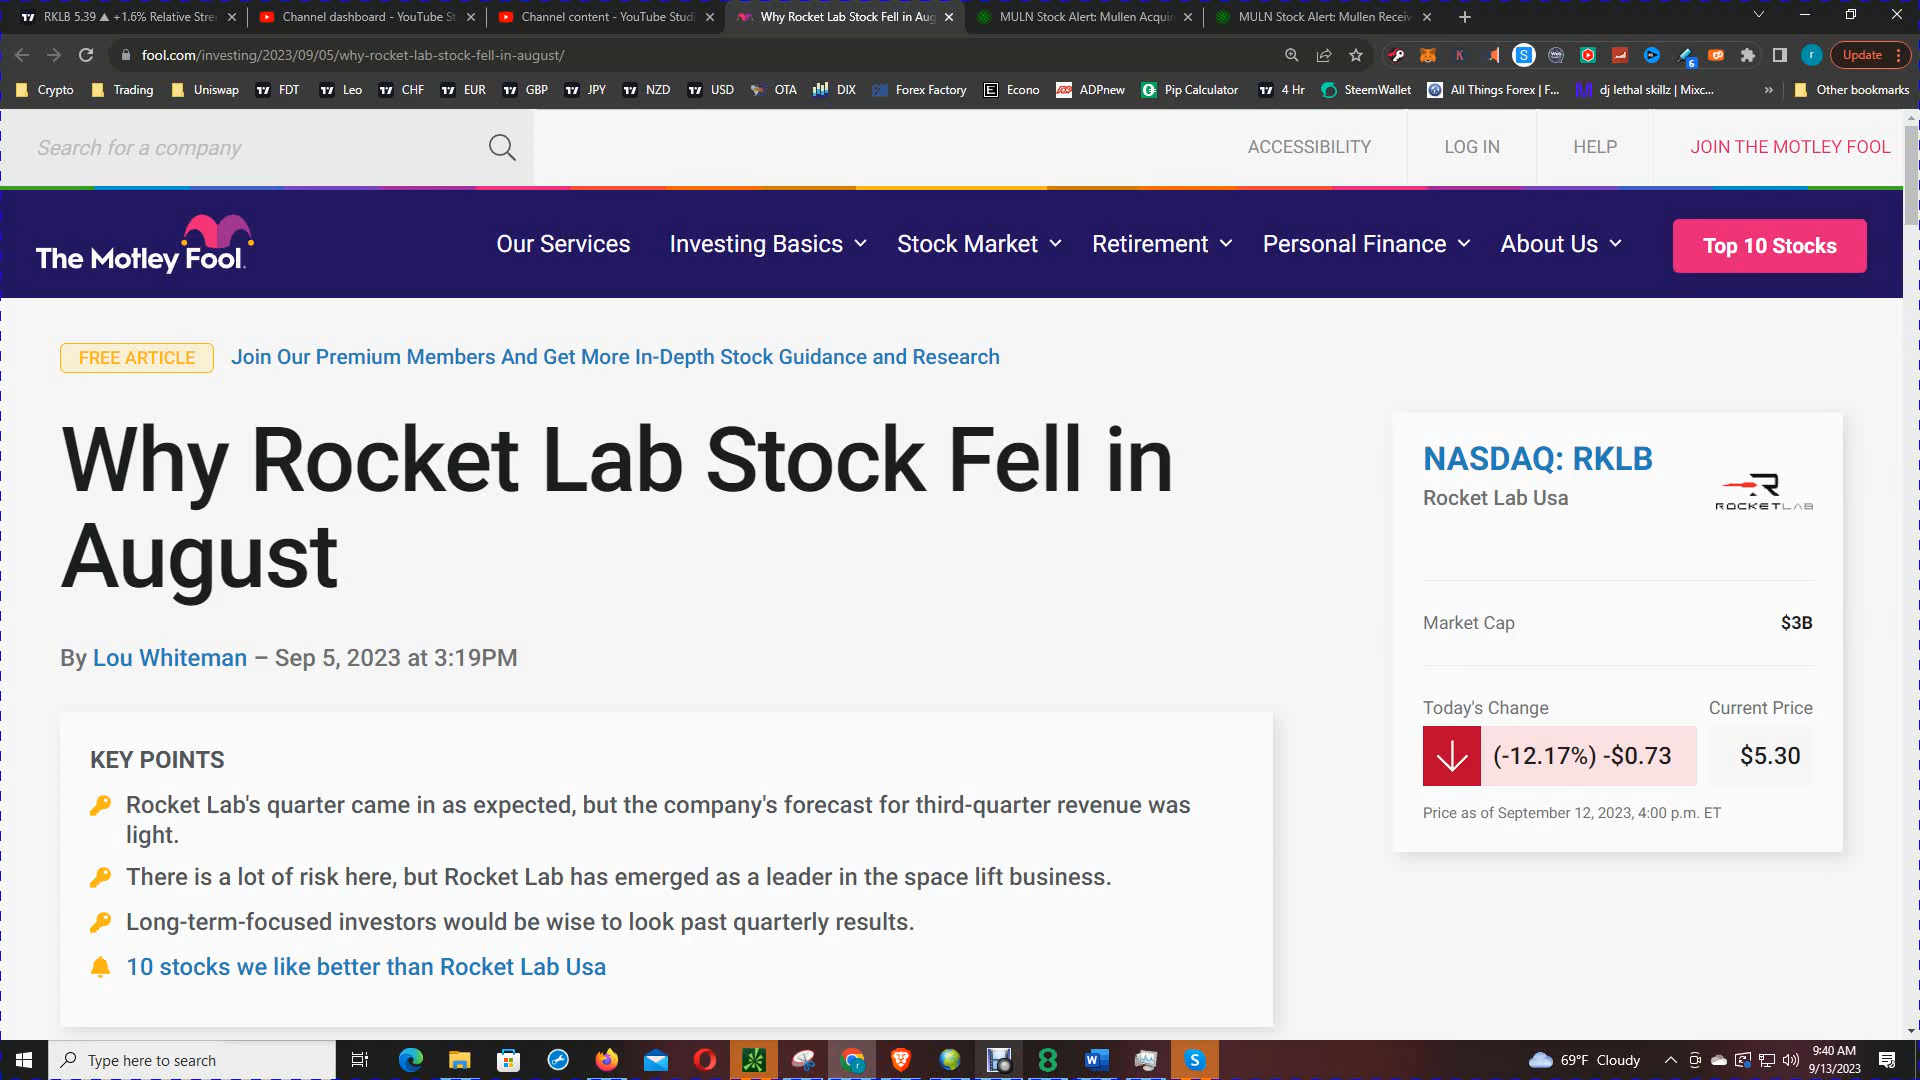 RKLB 5.39 ▲ +1.6% Relative Stre
Channel dashboard - YouTube St
Channel content - YouTube Studi
Why Rocket Lab Stock Fell in Aug
MULN Stock Alert: Mullen Acquir
MULN Stock Alert: Mullen Receiv
fool.com/investing/2023/09/05/why-rocket-lab-stock-fell-in-august/
Update
Crypto Trading Uniswap FDT Leo CHF EUR GBP JPY NZD USD OTA DIX Forex Factory Econo ADPnew Pip Calculator 4 Hr SteemWallet All Things Forex | F... dj lethal skillz | Mixc... » Other bookmarks
Search for a company
ACCESSIBILITY LOG IN HELP JOIN THE MOTLEY FOOL
The Motley Fool.
Our Services Investing Basics Stock Market Retirement Personal Finance About Us Top 10 Stocks
FREE ARTICLE Join Our Premium Members And Get More In-Depth Stock Guidance and Research
Why Rocket Lab Stock Fell in
August
By Lou Whiteman – Sep 5, 2023 at 3:19PM
KEY POINTS
Rocket Lab's quarter came in as expected, but the company's forecast for third-quarter revenue was
light.
There is a lot of risk here, but Rocket Lab has emerged as a leader in the space lift business.
Long-term-focused investors would be wise to look past quarterly results.
10 stocks we like better than Rocket Lab Usa
NASDAQ: RKLB
Rocket Lab Usa
ROCKETLAB
Market Cap $3B
Today's Change Current Price
(-12.17%) -$0.73 $5.30
Price as of September 12, 2023, 4:00 p.m. ET
Type here to search
69°F Cloudy
9:40 AM
9/13/2023